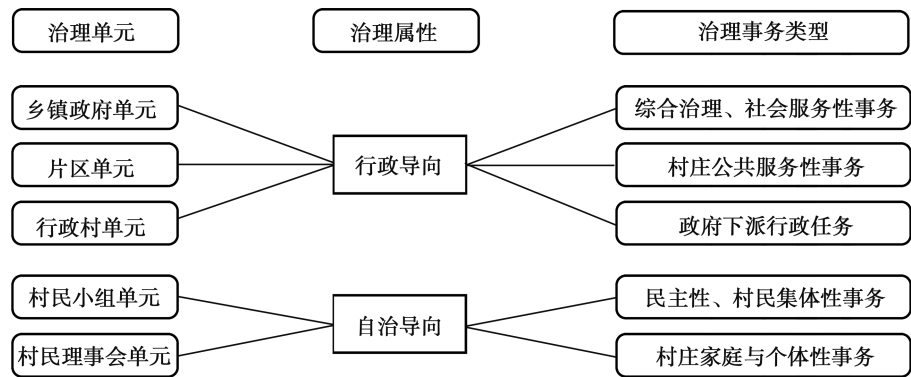 治理单元
治理属性
治理事务类型
乡镇政府单元
片区单元
行政村单元
行政导向
综合治理、社会服务性事务
村庄公共服务性事务
政府下派行政任务
村民小组单元
村民理事会单元
自治导向
民主性、村民集体性事务
村庄家庭与个体性事务